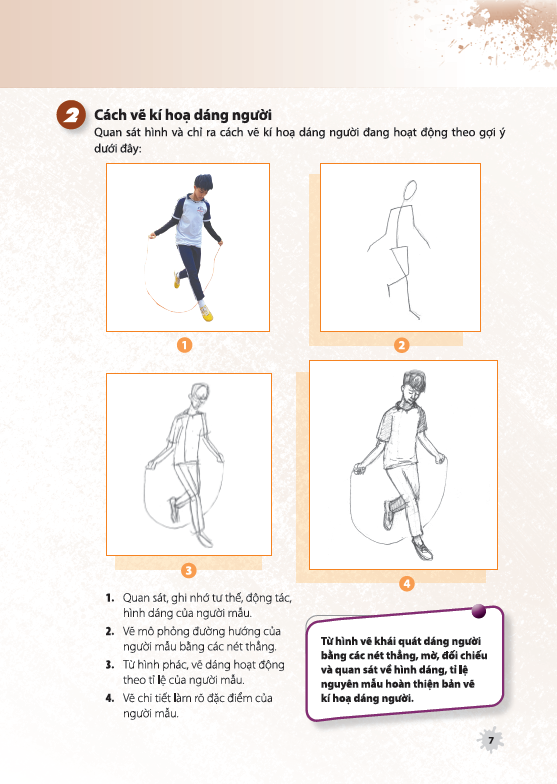 2 Cách vẽ kí hoạ dáng người
Quan sát hình và chỉ ra cách vẽ kí hoạ dáng người đang hoạt động theo gợi ý
dưới đây:
1
2
3
4
1. Quan sát, ghi nhớ tư thế, động tác,
hình dáng của người mẫu.
2. Vẽ mô phỏng đường hướng của
người mẫu bằng các nét thẳng.
3. Từ hình phác, vẽ dáng hoạt động
theo tỉ lệ của người mẫu.
4. Vẽ chi tiết làm rõ đặc điểm của
người mẫu.
Từ hình vẽ khái quát dáng người
bằng các nét thẳng, mờ, đối chiếu
và quan sát về hình dáng, tỉ lệ
nguyên mẫu hoàn thiện bản vẽ
kí hoạ dáng người.
7